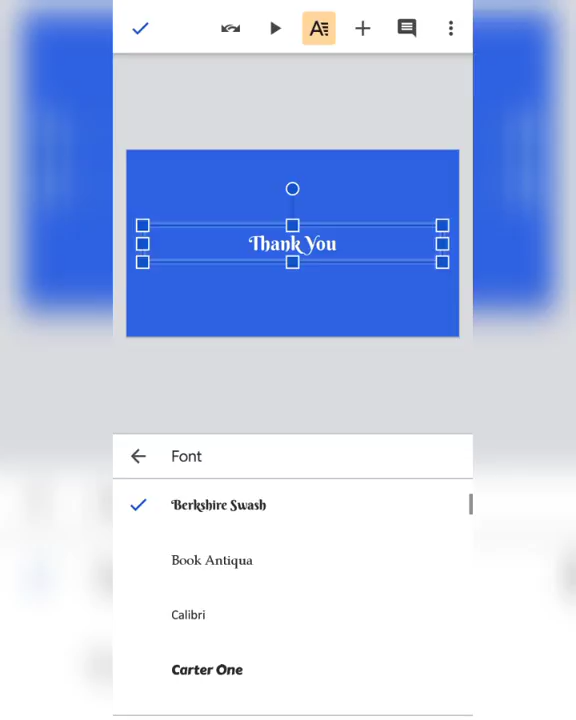 Thank You
Font
Berkshire Swash
Book Antiqua
Calibri
Carter One